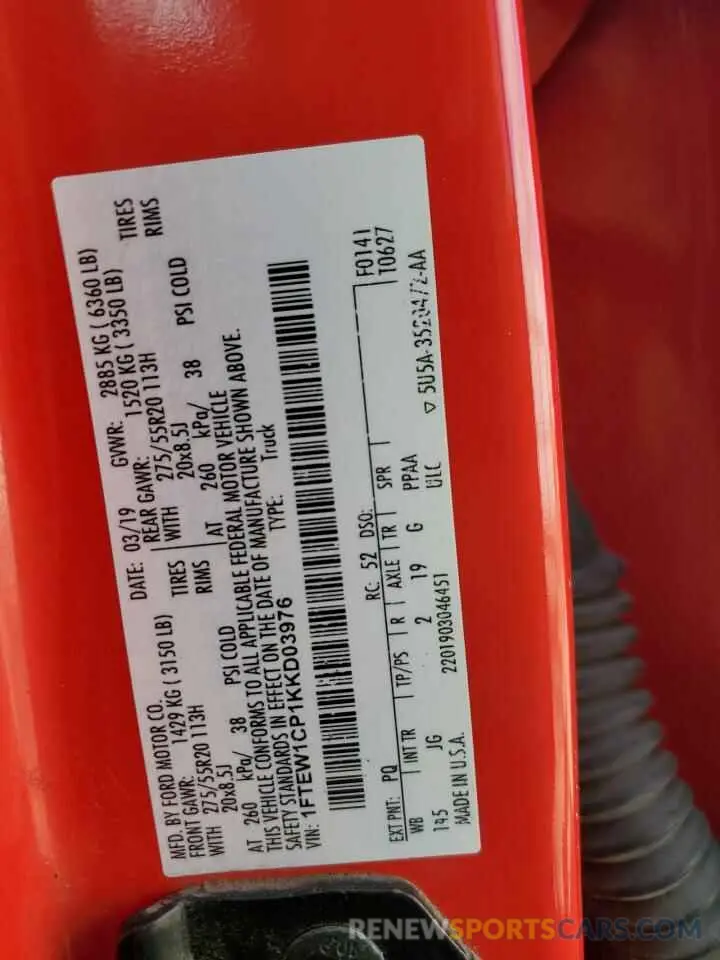 MFD. BY FORD MOTOR CO. DATE: 03/19 GVWR: 2885 KG ( 6360 LB)
FRONT GAWR: 1429 KG ( 3150 LB) REAR GAWR: 1520 KG ( 3350 LB)
WITH 275/55R20 113H TIRES WITH 275/55R20 113H TIRES
20x8.5J RIMS 20x8.5J RIMS
AT 260 kPa/ 38 PSI COLD AT 260 kPa/ 38 PSI COLD
THIS VEHICLE CONFORMS TO ALL APPLICABLE FEDERAL MOTOR VEHICLE
SAFETY STANDARDS IN EFFECT ON THE DATE OF MANUFACTURE SHOWN ABOVE.
VIN: 1FTEW1CP1KKD03976 TYPE: Truck
F0141
T0627
EXT PNT: PQ RC: 52 DSO:
WB INT TR TP/PS R AXLE TR SPR
145 JG 2 19 G PPAA
2201903046451 ULC
MADE IN U.S.A.
RENEWSPORTSCARS.COM